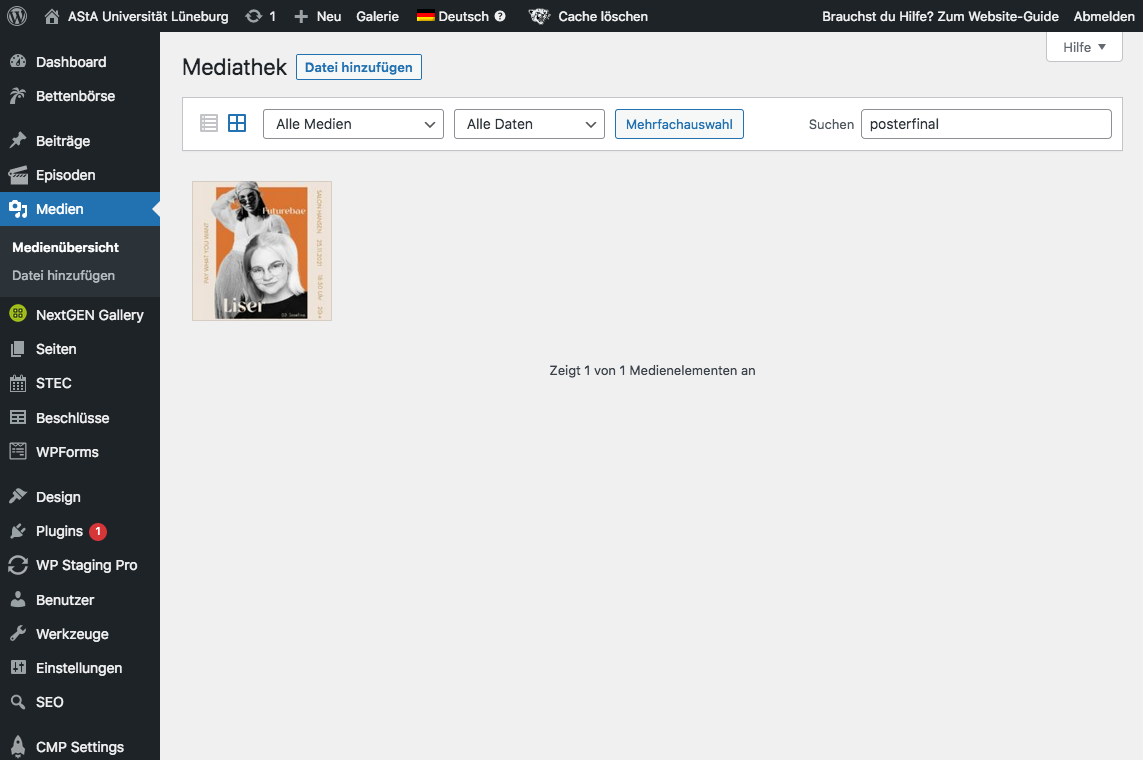 AStA Universität Lüneburg 1 Neu Galerie Deutsch ? Cache löschen Brauchst du Hilfe? Zum Website-Guide Abmelden
Hilfe
Dashboard
Bettenbörse
Beiträge
Episoden
Medien
Medienübersicht
Datei hinzufügen
NextGEN Gallery
Seiten
STEC
Beschlüsse
WPForms
Design
Plugins 1
WP Staging Pro
Benutzer
Werkzeuge
Einstellungen
SEO
CMP Settings
Mediathek Datei hinzufügen
Alle Medien Alle Daten Mehrfachauswahl Suchen posterfinal
Futurebae
PAY WHAT YOU WANT
SALON HANSEN 25.11.2021 18:30 Uhr 2G+
Liser
Zeigt 1 von 1 Medienelementen an